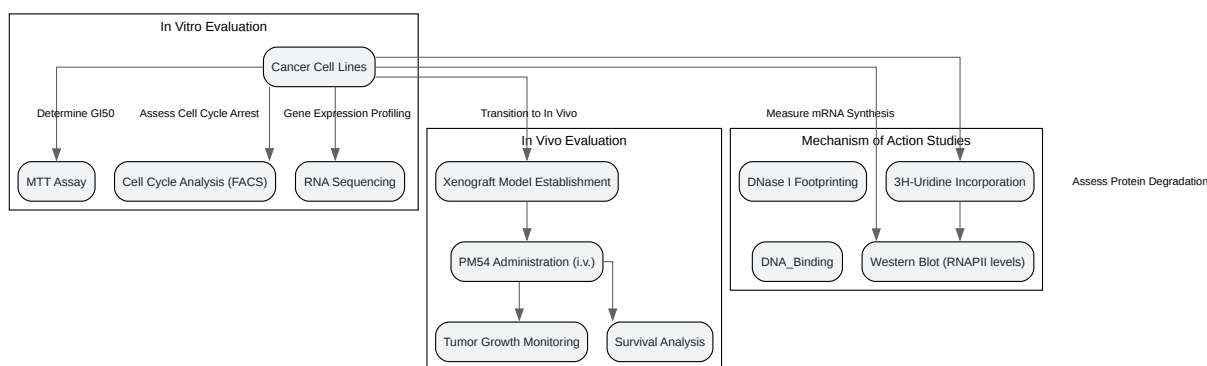 In Vitro Evaluation
Cancer Cell Lines
Determine GI50
Assess Cell Cycle Arrest
Gene Expression Profiling
Transition to In Vivo
Measure mRNA Synthesis
MTT Assay
Cell Cycle Analysis (FACS)
RNA Sequencing
In Vivo Evaluation
Xenograft Model Establishment
PM54 Administration (i.v.)
Tumor Growth Monitoring
Survival Analysis
Mechanism of Action Studies
DNase I Footprinting
3H-Uridine Incorporation
Assess Protein Degradation
DNA_Binding
Western Blot (RNAPII levels)